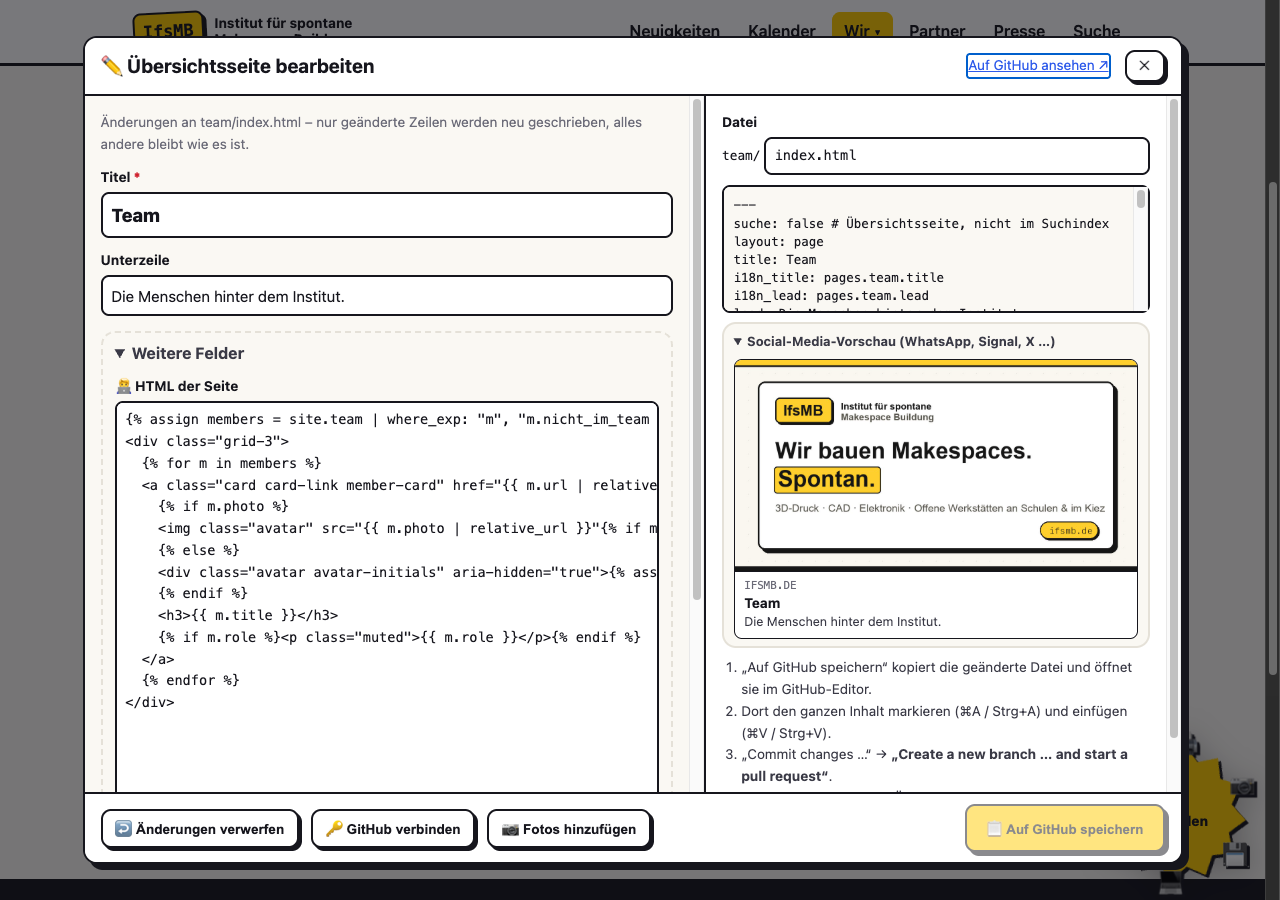 IfsMB
Institut für spontane
Neuigkeiten Kalender Wir ▾ Partner Presse Suche
✏️ Übersichtsseite bearbeiten
Auf GitHub ansehen ↗
✕
Änderungen an team/index.html – nur geänderte Zeilen werden neu geschrieben, alles
andere bleibt wie es ist.
Titel *
Team
Unterzeile
Die Menschen hinter dem Institut.
▼ Weitere Felder
🧑‍💻 HTML der Seite
{% assign members = site.team | where_exp: "m", "m.nicht_im_team
<div class="grid-3">
{% for m in members %}
<a class="card card-link member-card" href="{{ m.url | relative
{% if m.photo %}
<img class="avatar" src="{{ m.photo | relative_url }}"{% if m
{% else %}
<div class="avatar avatar-initials" aria-hidden="true">{% ass
{% endif %}
<h3>{{ m.title }}</h3>
{% if m.role %}<p class="muted">{{ m.role }}</p>{% endif %}
</a>
{% endfor %}
</div>
Datei
team/ index.html
---
suche: false # Übersichtsseite, nicht im Suchindex
layout: page
title: Team
i18n_title: pages.team.title
i18n_lead: pages.team.lead
▼ Social-Media-Vorschau (WhatsApp, Signal, X …)
IfsMB
Institut für spontane
Makespace Buildung
Wir bauen Makespaces.
Spontan.
3D-Druck · CAD · Elektronik · Offene Werkstätten an Schulen & im Kiez
ifsmb.de
IFSMB.DE
Team
Die Menschen hinter dem Institut.
1. „Auf GitHub speichern“ kopiert die geänderte Datei und öffnet
sie im GitHub-Editor.
2. Dort den ganzen Inhalt markieren (⌘A / Strg+A) und einfügen
(⌘V / Strg+V).
3. „Commit changes …“ → „Create a new branch … and start a
pull request“.
↩️ Änderungen verwerfen
🔑 GitHub verbinden
📷 Fotos hinzufügen
Auf GitHub speichern